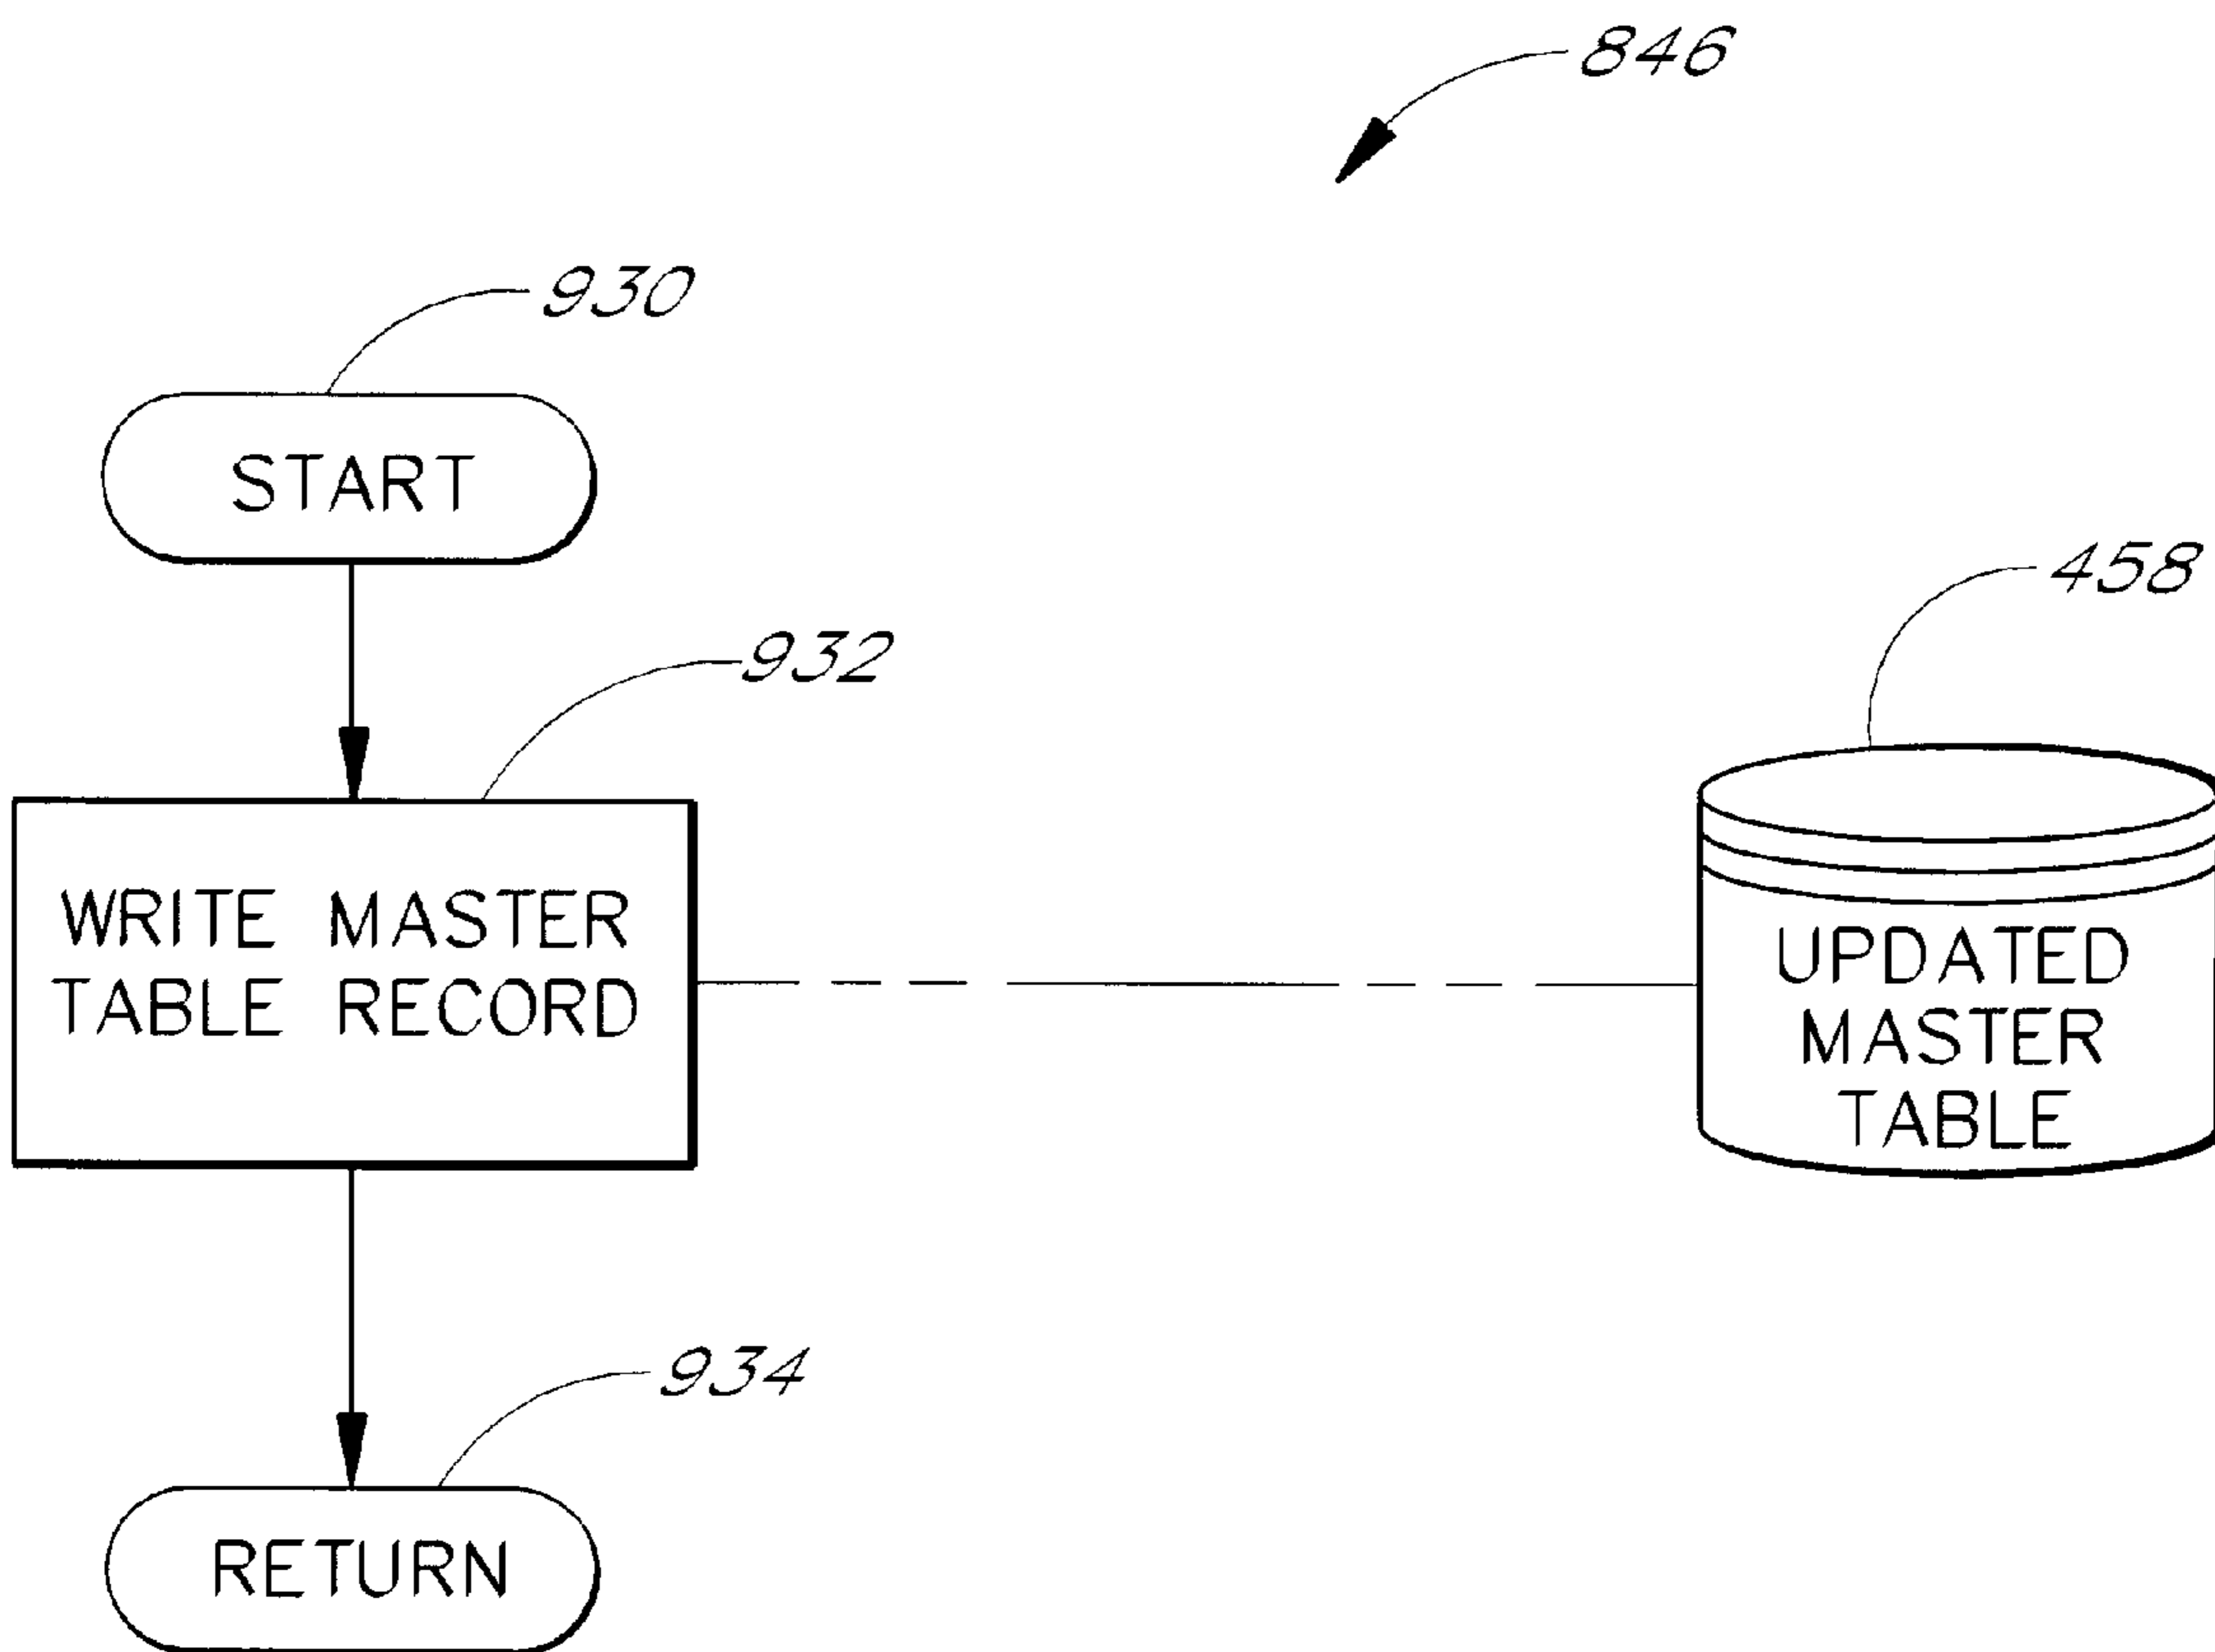 846
930
START
458
932
WRITE MASTER
TABLE RECORD
UPDATED
MASTER
TABLE
934
RETURN